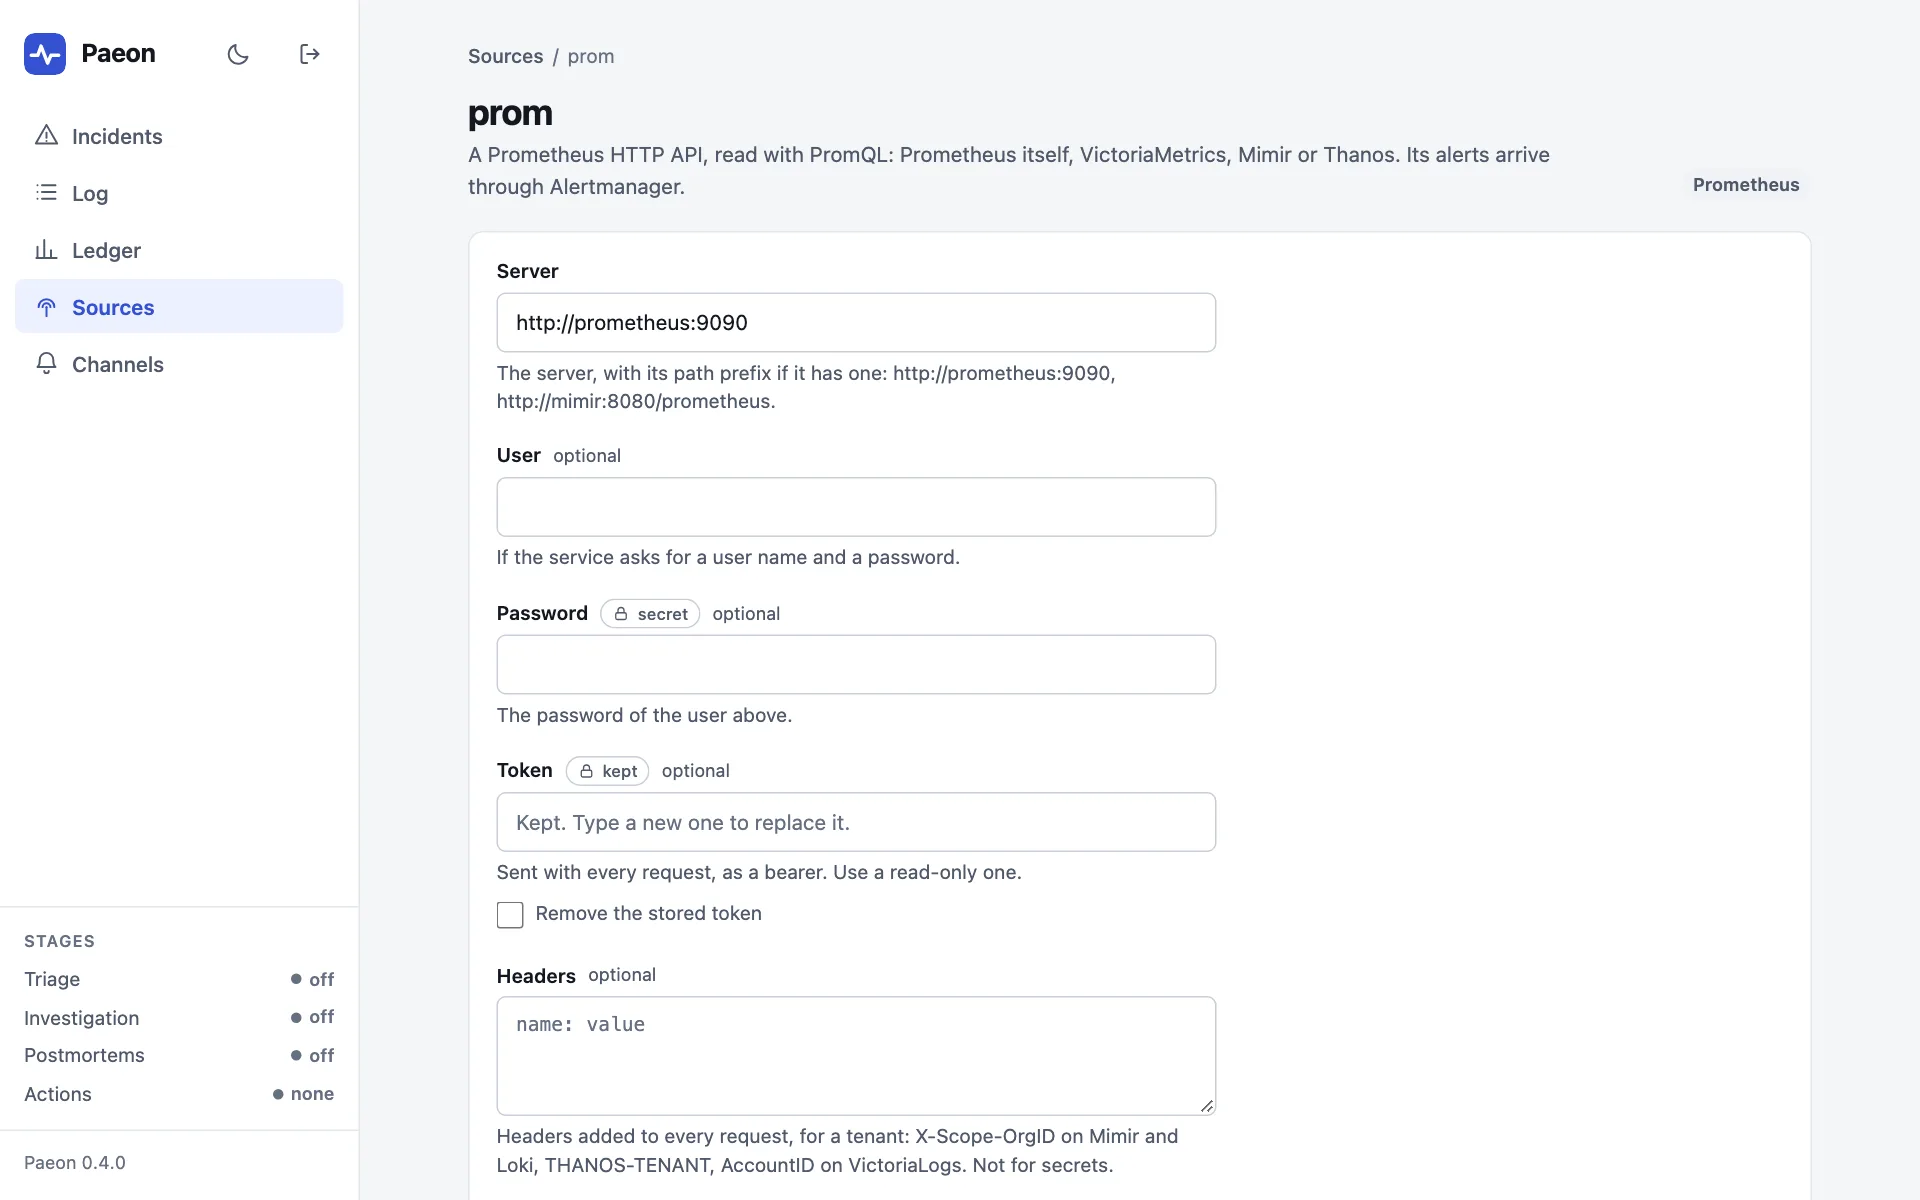 Paeon
Incidents
Log
Ledger
Sources
Channels
STAGES
Triage off
Investigation off
Postmortems off
Actions none
Paeon 0.4.0
Sources / prom
prom
A Prometheus HTTP API, read with PromQL: Prometheus itself, VictoriaMetrics, Mimir or Thanos. Its alerts arrive
through Alertmanager.
Prometheus
Server
http://prometheus:9090
The server, with its path prefix if it has one: http://prometheus:9090,
http://mimir:8080/prometheus.
User optional
If the service asks for a user name and a password.
Password secret optional
The password of the user above.
Token kept optional
Kept. Type a new one to replace it.
Sent with every request, as a bearer. Use a read-only one.
Remove the stored token
Headers optional
name: value
Headers added to every request, for a tenant: X-Scope-OrgID on Mimir and
Loki, THANOS-TENANT, AccountID on VictoriaLogs. Not for secrets.